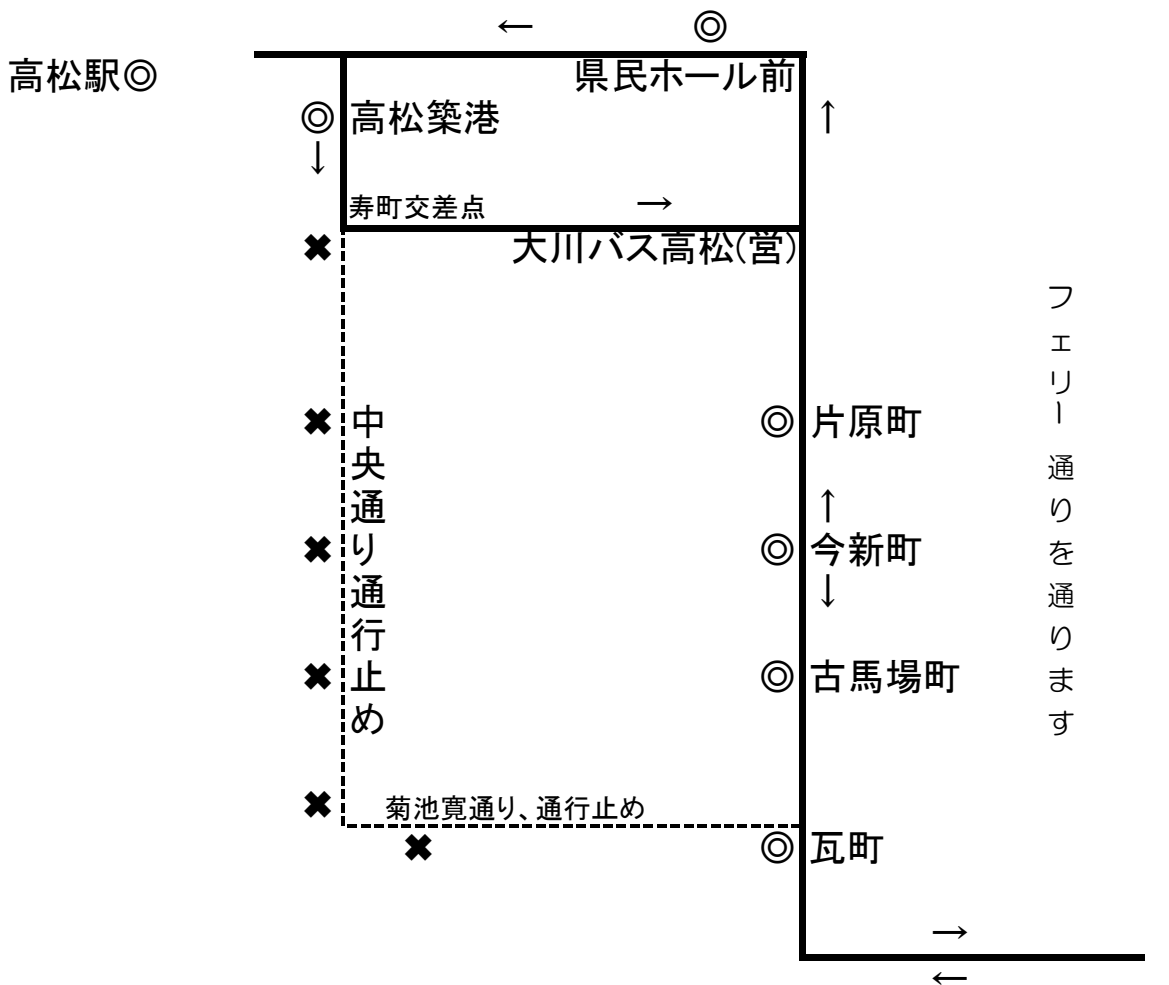 ← ◎
高松駅◎
県民ホール前
◎高松築港
↑
↓
寿町交差点
→
✖
大川バス高松(営)
✖
中央通り通行止め
◎片原町
↑
✖
◎今新町
↓
✖
◎古馬場町
フェリー通りを通ります
✖
菊池寛通り、通行止め
✖
◎瓦町
→
←